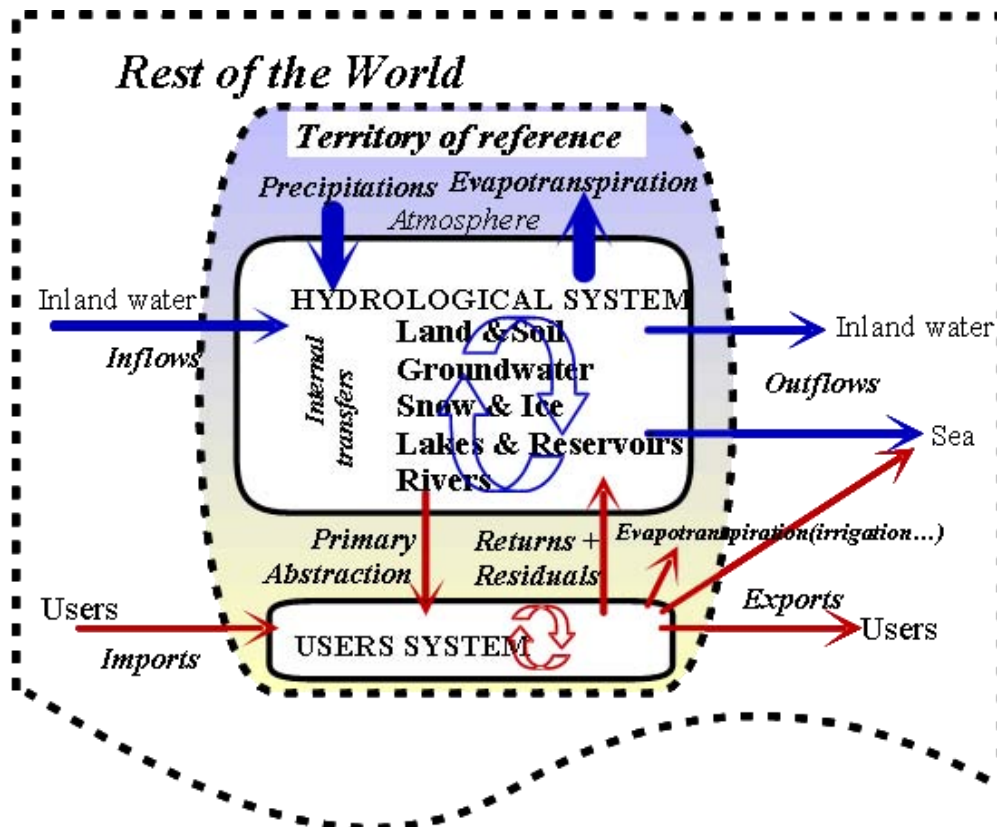 Rest of the World
Territory of reference
Precipitations
Evapotranspiration
Atmosphere
HYDROLOGICAL SYSTEM
Inland water
Inflows
Internal
transfers
Land & Soil
Groundwater
Snow & Ice
Lakes & Reservoirs
Rivers
Inland water
Outflows
Sea
Primary
Abstraction
Returns +
Residuals
Evapotranspiration(irrigation...)
Users
Imports
USERS SYSTEM
Exports
Users